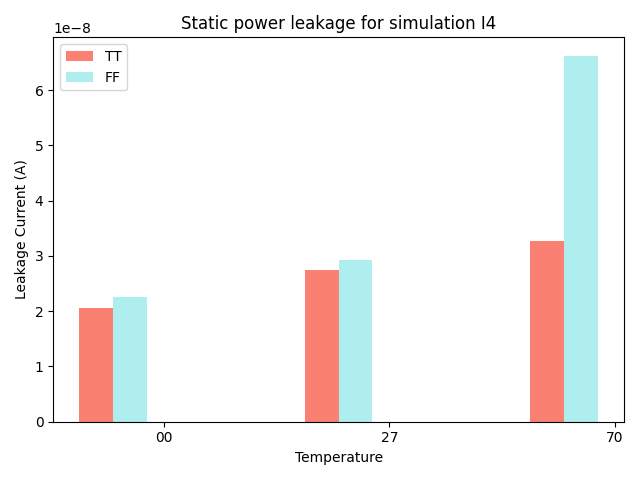 Static power leakage for simulation I4
1e−8
TT
FF
6
5
4
3
2
1
0
Leakage Current (A)
00
27
70
Temperature